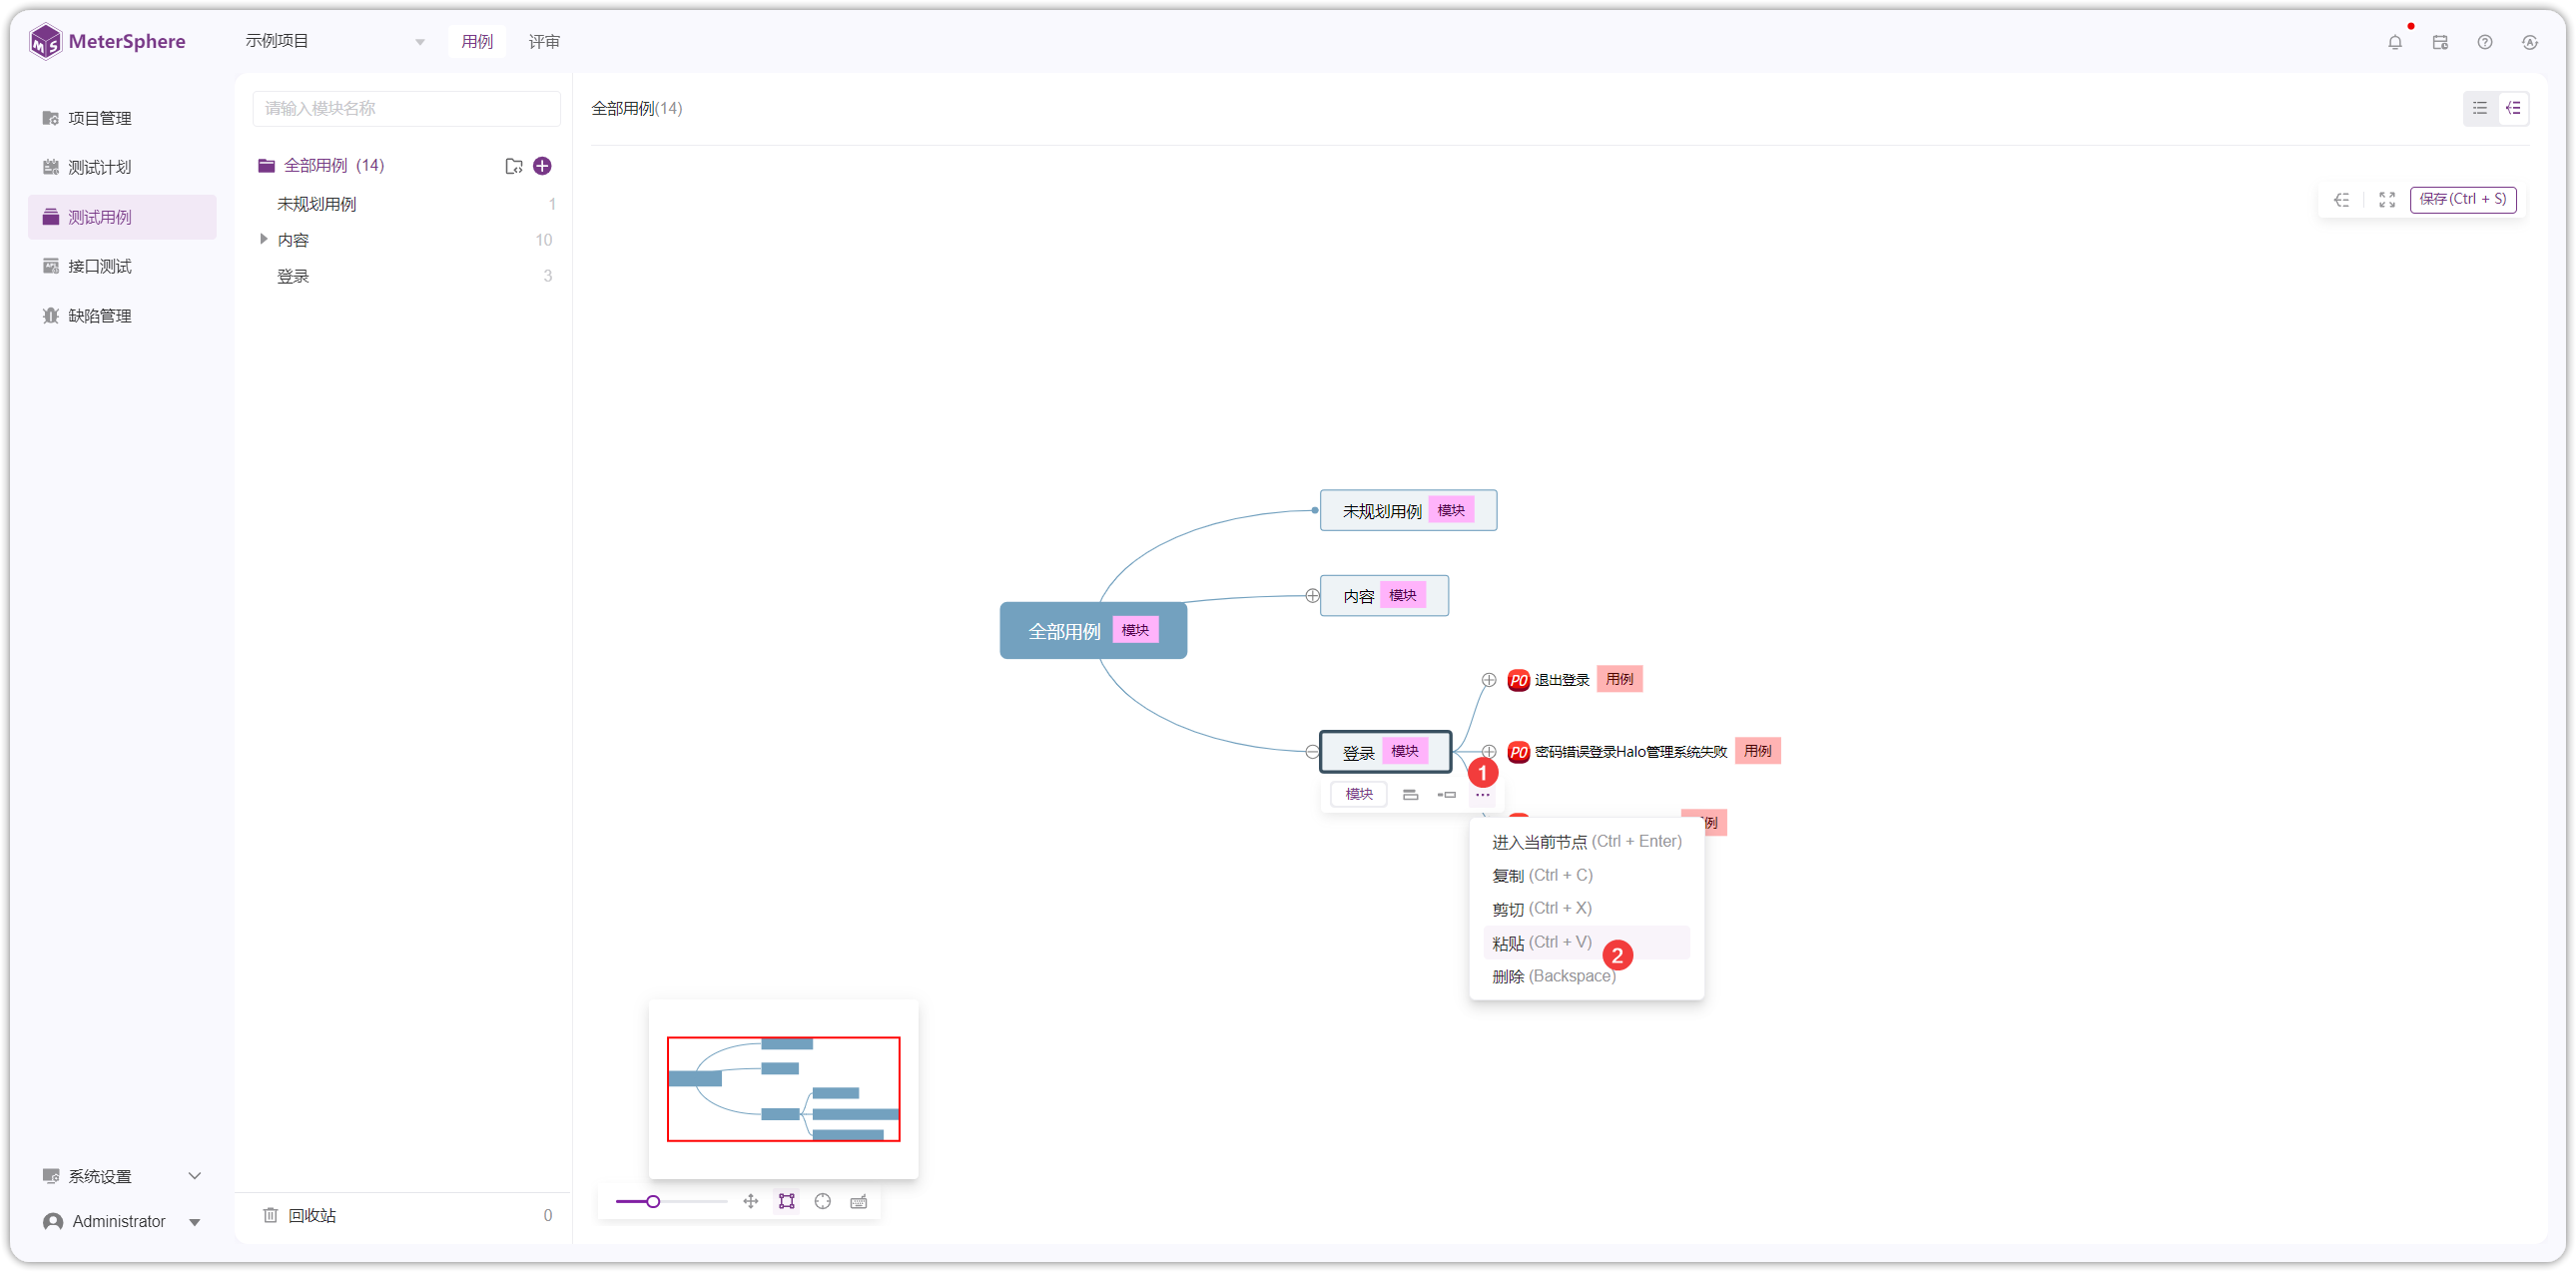 MeterSphere
示例项目
用例
评审
项目管理
测试计划
测试用例
接口测试
缺陷管理
系统设置
Administrator
请输入模块名称
全部用例 (14)
未规划用例 1
内容 10
登录 3
回收站 0
全部用例(14)
保存(Ctrl + S)
未规划用例 模块
内容 模块
全部用例 模块
P0 退出登录 用例
登录 模块
P0 密码错误登录Halo管理系统失败 用例
1
模块
例
进入当前节点 (Ctrl + Enter)
复制 (Ctrl + C)
剪切 (Ctrl + X)
粘贴 (Ctrl + V)
2
删除 (Backspace)